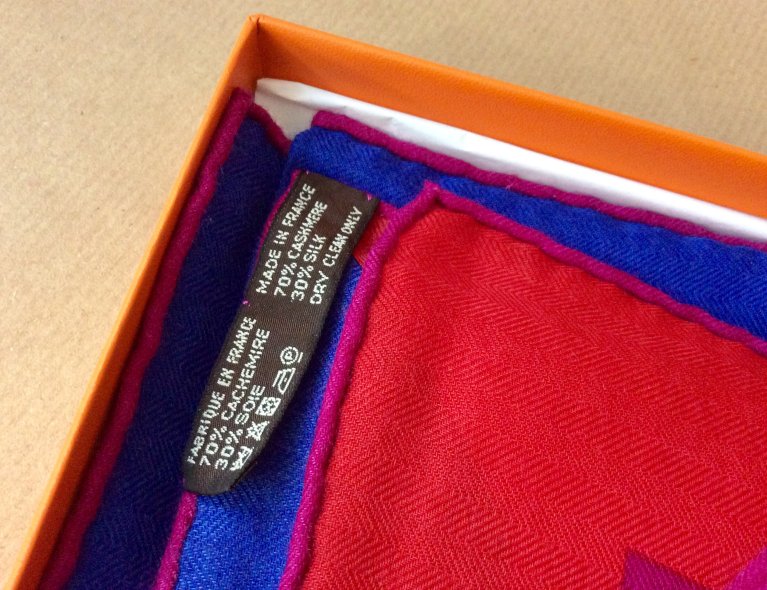 MADE IN FRANCE
70% CASHMERE
30% SILK
DRY CLEAN ONLY
FABRIQUE EN FRANCE
70% CACHEMIRE
30% SOIE
P